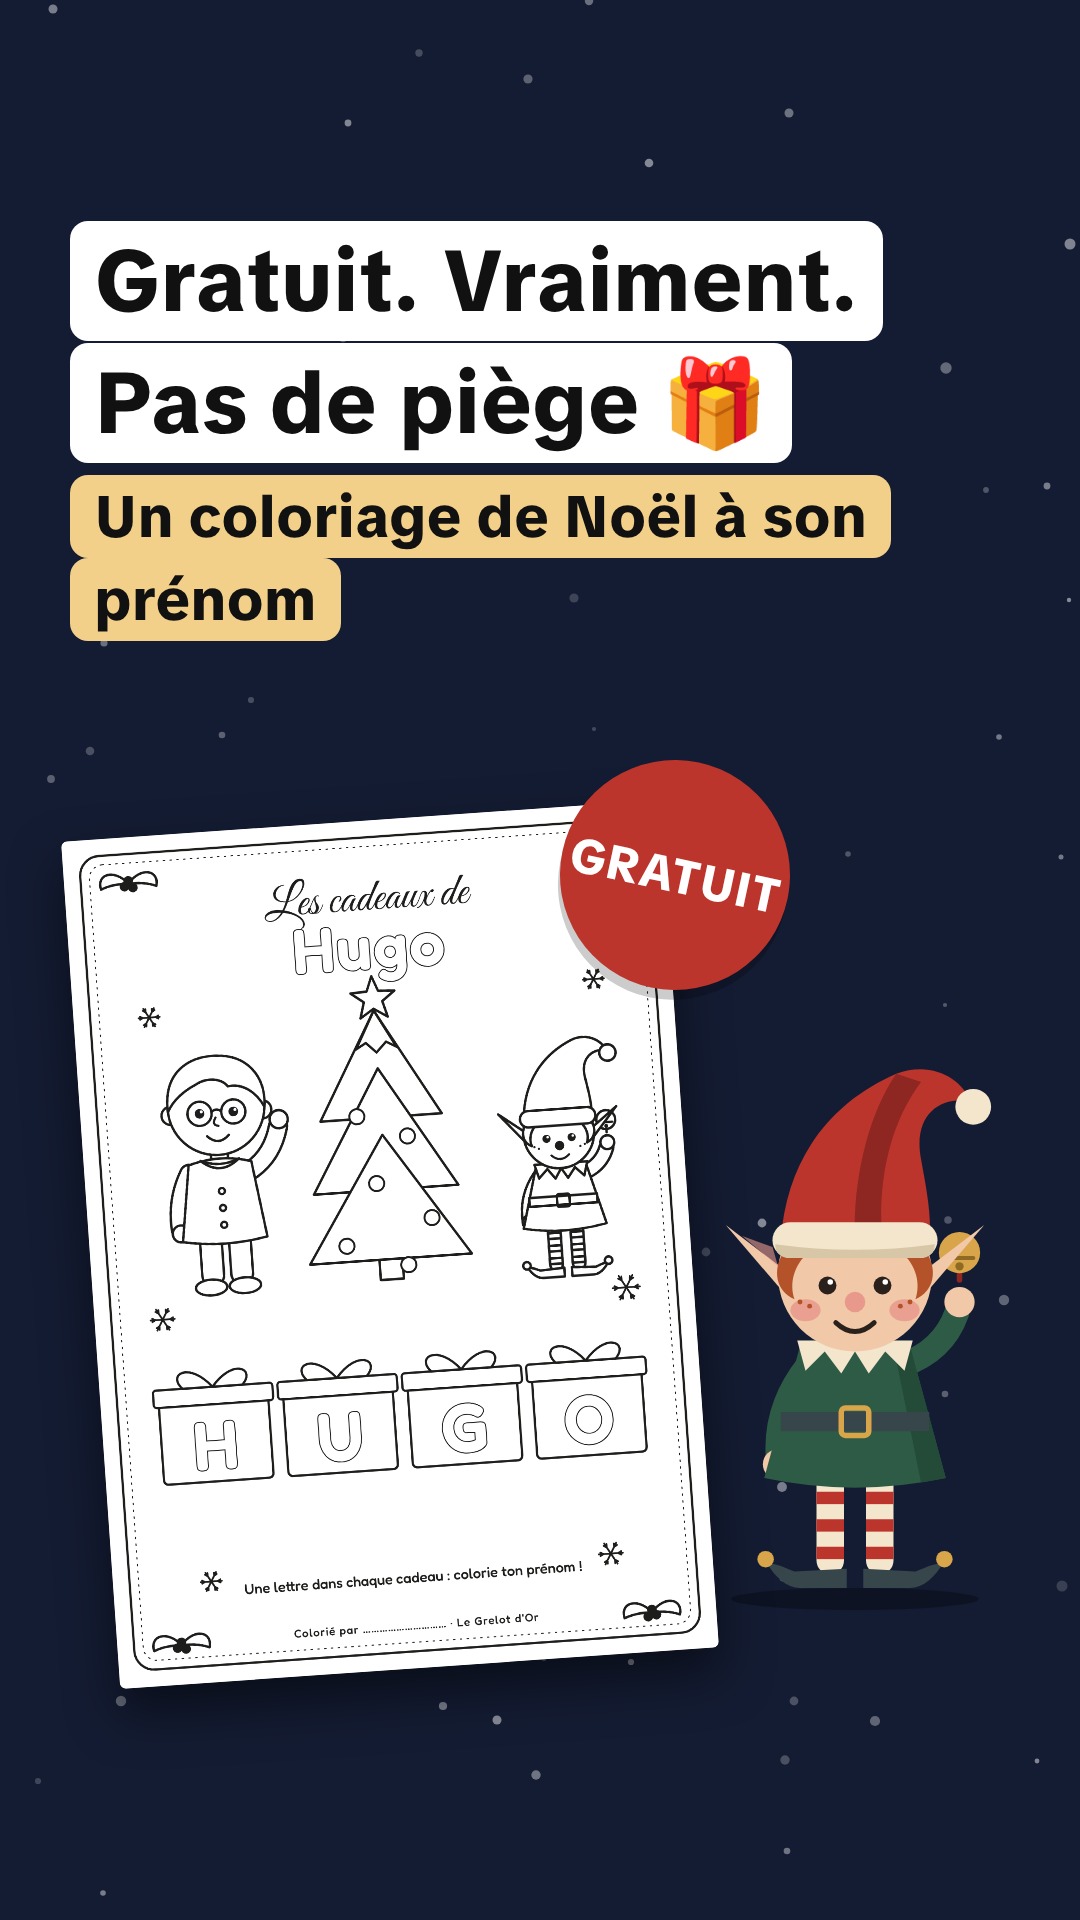 Gratuit. Vraiment.
Pas de piège 🎁
Un coloriage de Noël à son
prénom
GRATUIT
Les cadeaux de
Hugo
H U G O
Une lettre dans chaque cadeau : colorie ton prénom !
Colorié par .............................. · Le Grelot d'Or